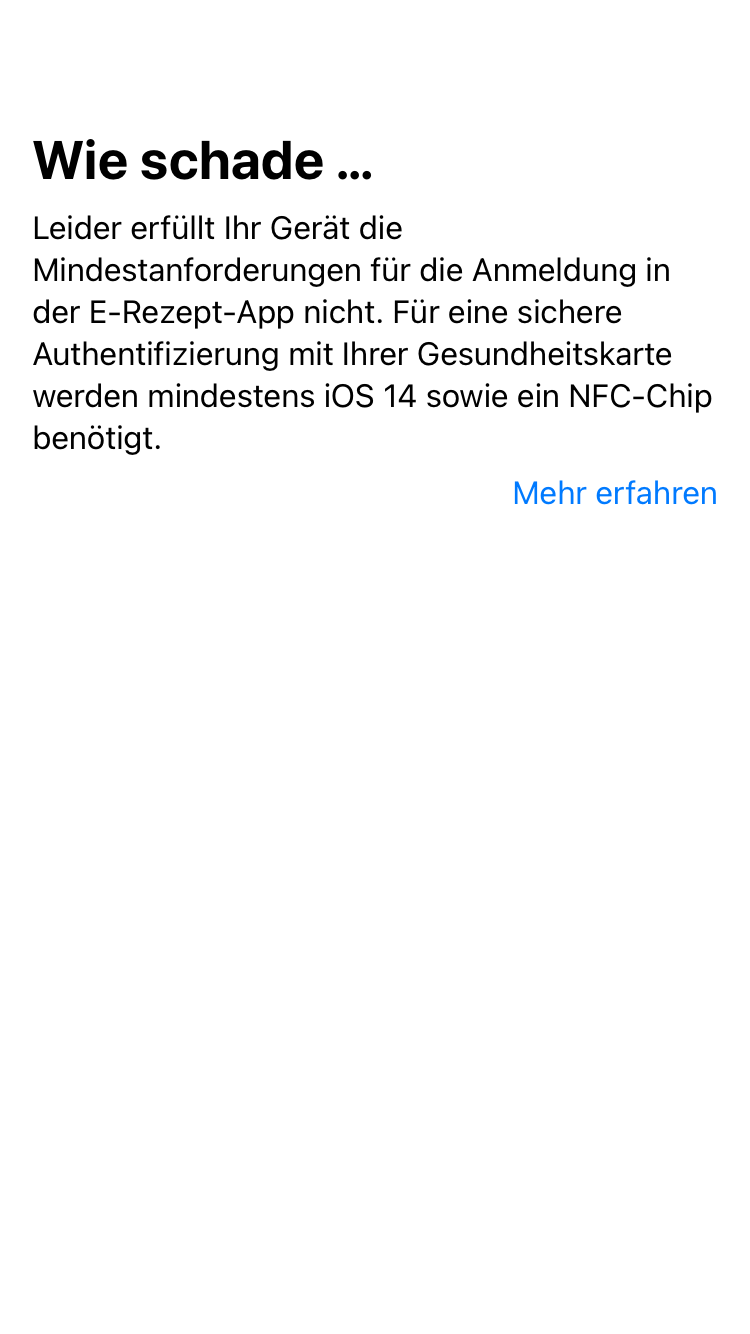 Wie schade …
Leider erfüllt Ihr Gerät die
Mindestanforderungen für die Anmeldung in
der E-Rezept-App nicht. Für eine sichere
Authentifizierung mit Ihrer Gesundheitskarte
werden mindestens iOS 14 sowie ein NFC-Chip
benötigt.
Mehr erfahren